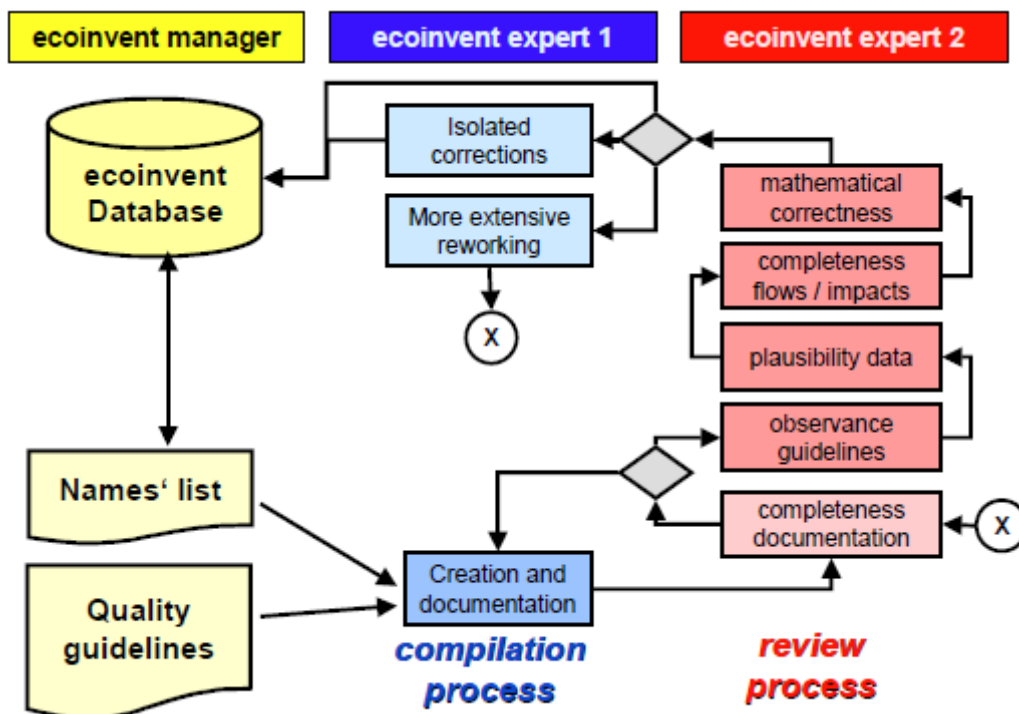 ecoinvent manager
ecoinvent expert 1
ecoinvent expert 2
ecoinvent
Database
Isolated
corrections
More extensive
reworking
X
mathematical
correctness
completeness
flows / impacts
plausibility data
observance
guidelines
completeness
documentation
X
Names‘ list
Quality
guidelines
Creation and
documentation
compilation
process
review
process